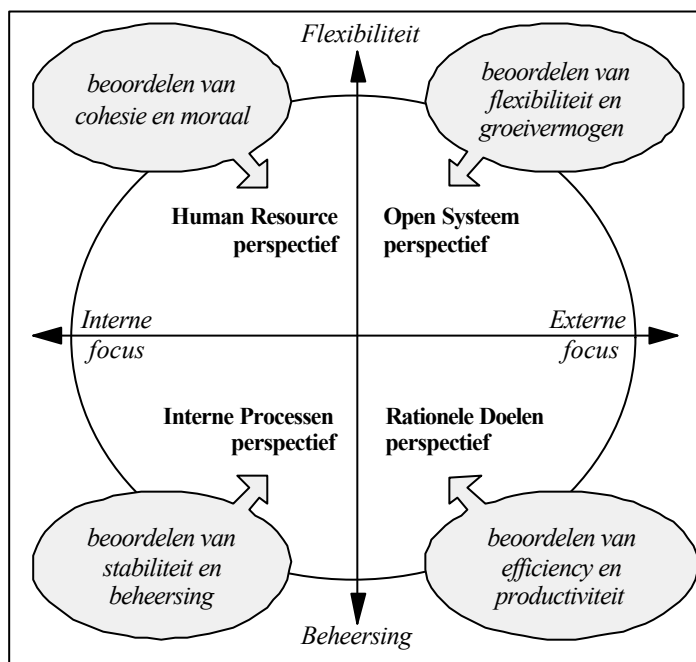 Flexibiliteit
beoordelen van
cohesie en moraal
beoordelen van
flexibiliteit en
groeivermogen
Human Resource
perspectief
Open Systeem
perspectief
Interne
focus
Externe
focus
Interne Processen
perspectief
Rationele Doelen
perspectief
beoordelen van
stabiliteit en
beheersing
beoordelen van
efficiency en
productiviteit
Beheersing